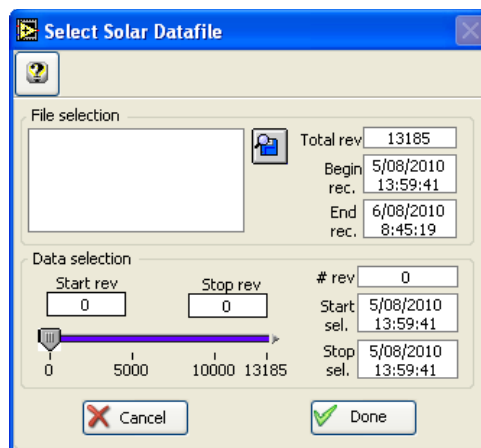 Select Solar Datafile
File selection
Total rev 13185
Begin rec. 5/08/2010 13:59:41
End rec. 6/08/2010 8:45:19
Data selection
Start rev Stop rev
0 0
0 5000 10000 13185
# rev 0
Start sel. 5/08/2010 13:59:41
Stop sel. 5/08/2010 13:59:41
Cancel Done